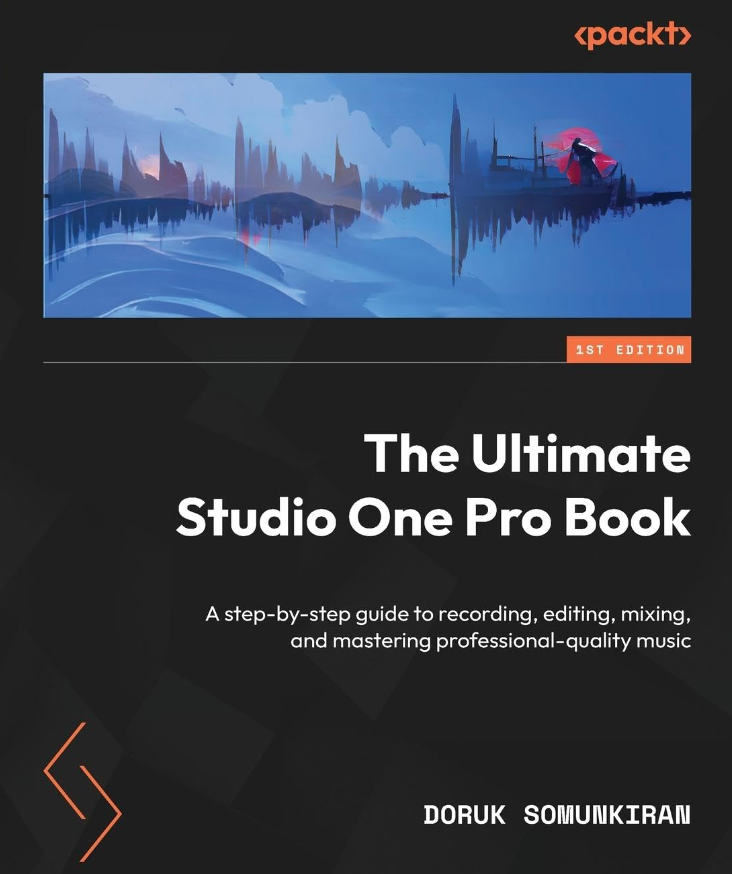 <packt>
1ST EDITION
The Ultimate
Studio One Pro Book
A step-by-step guide to recording, editing, mixing,
and mastering professional-quality music
DORUK SOMUNKIRAN